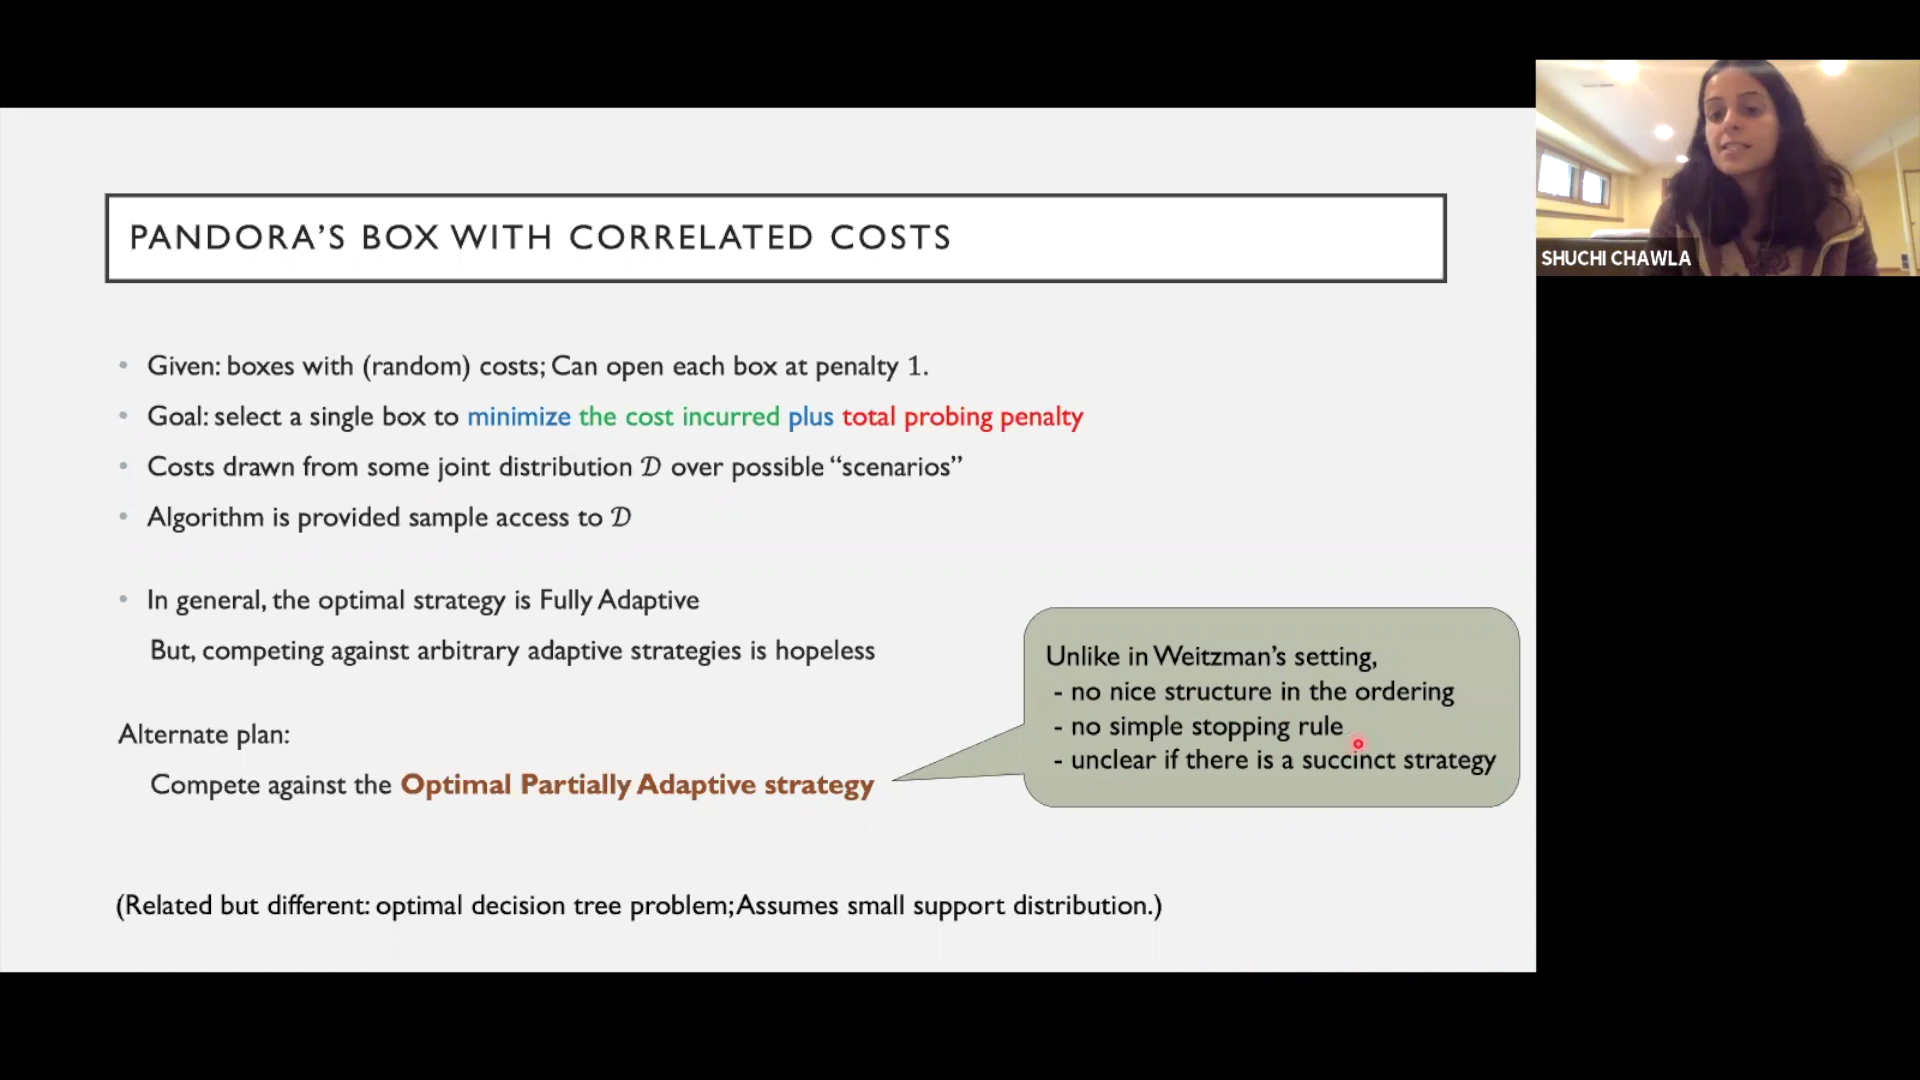 PANDORA'S BOX WITH CORRELATED COSTS
SHUCHI CHAWLA
• Given: boxes with (random) costs; Can open each box at penalty 1.
• Goal: select a single box to minimize the cost incurred plus total probing penalty
• Costs drawn from some joint distribution 𝒟 over possible “scenarios”
• Algorithm is provided sample access to 𝒟
• In general, the optimal strategy is Fully Adaptive
But, competing against arbitrary adaptive strategies is hopeless
Alternate plan:
Compete against the Optimal Partially Adaptive strategy
Unlike in Weitzman's setting,
- no nice structure in the ordering
- no simple stopping rule
- unclear if there is a succinct strategy
(Related but different: optimal decision tree problem; Assumes small support distribution.)